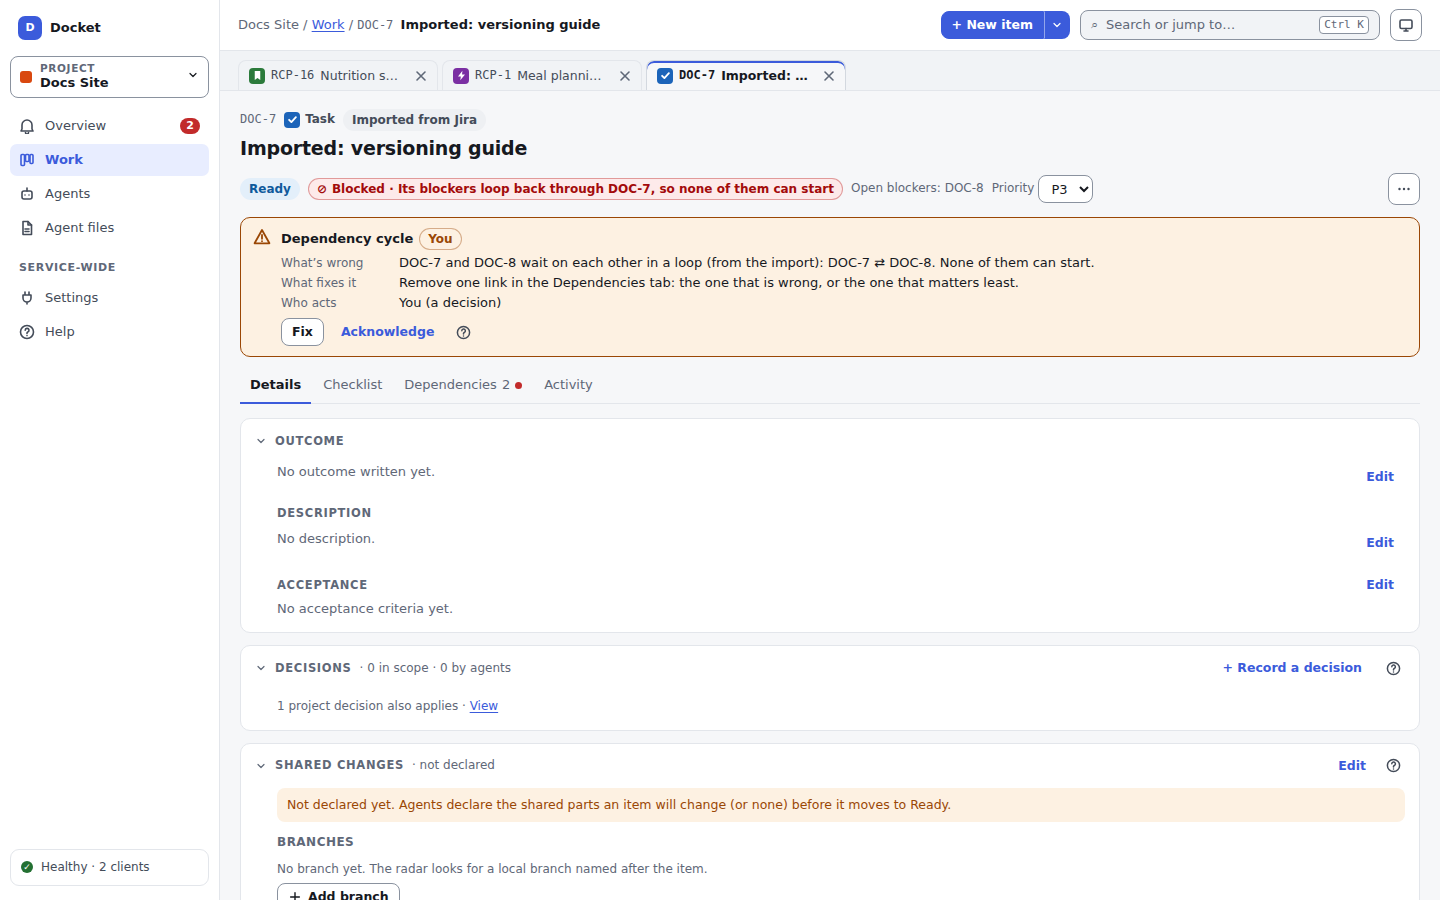 D Docket
PROJECT
Docs Site
Overview 2
Work
Agents
Agent files
SERVICE-WIDE
Settings
Help
Healthy · 2 clients
Docs Site / Work / DOC-7 Imported: versioning guide
+ New item
Search or jump to… Ctrl K
RCP-16 Nutrition s…
RCP-1 Meal planni…
DOC-7 Imported: …
DOC-7 Task Imported from Jira
Imported: versioning guide
Ready
Blocked · Its blockers loop back through DOC-7, so none of them can start
Open blockers: DOC-8 Priority P3
Dependency cycle You
What's wrong DOC-7 and DOC-8 wait on each other in a loop (from the import): DOC-7 ⇄ DOC-8. None of them can start.
What fixes it Remove one link in the Dependencies tab: the one that is wrong, or the one that matters least.
Who acts You (a decision)
Fix Acknowledge
Details Checklist Dependencies 2 Activity
OUTCOME
No outcome written yet. Edit
DESCRIPTION
No description. Edit
ACCEPTANCE Edit
No acceptance criteria yet.
DECISIONS · 0 in scope · 0 by agents + Record a decision
1 project decision also applies · View
SHARED CHANGES · not declared Edit
Not declared yet. Agents declare the shared parts an item will change (or none) before it moves to Ready.
BRANCHES
No branch yet. The radar looks for a local branch named after the item.
+ Add branch